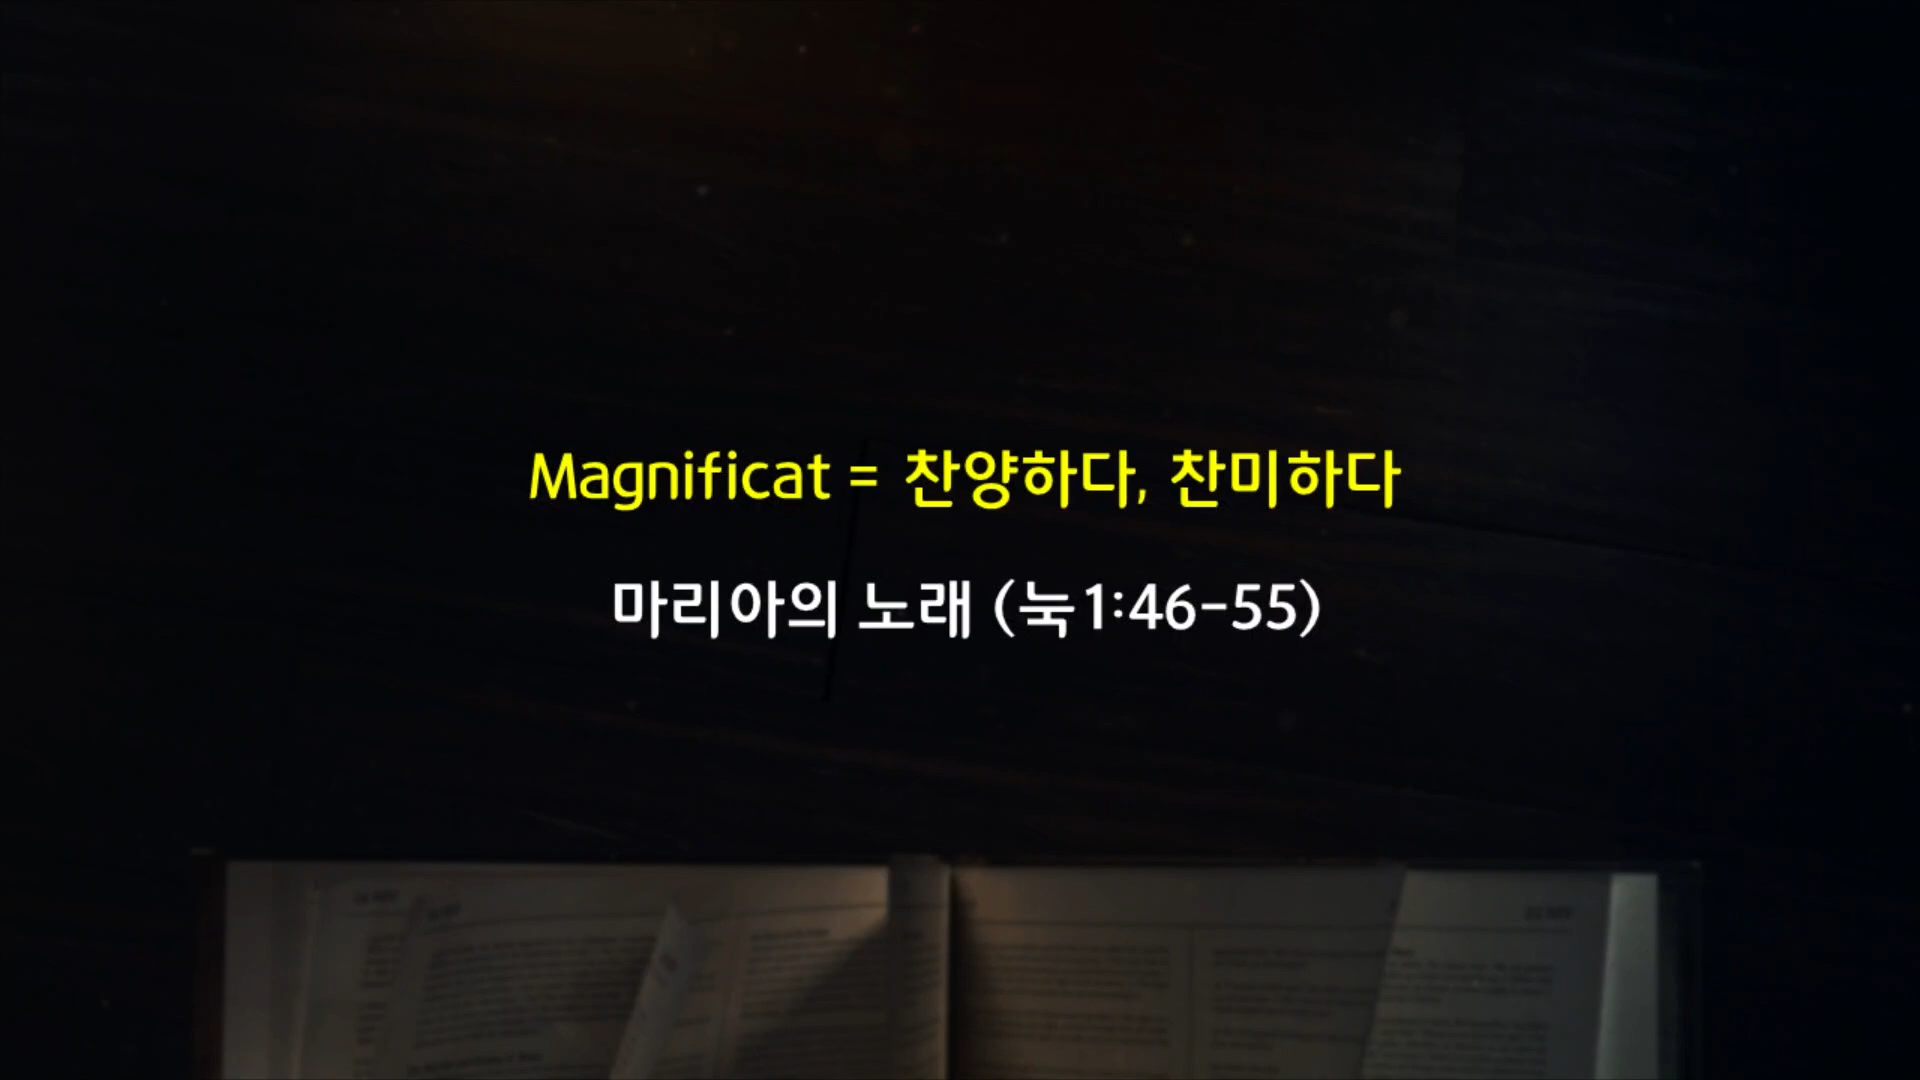 Magnificat = 찬양하다, 찬미하다
마리아의 노래 (눅1:46-55)